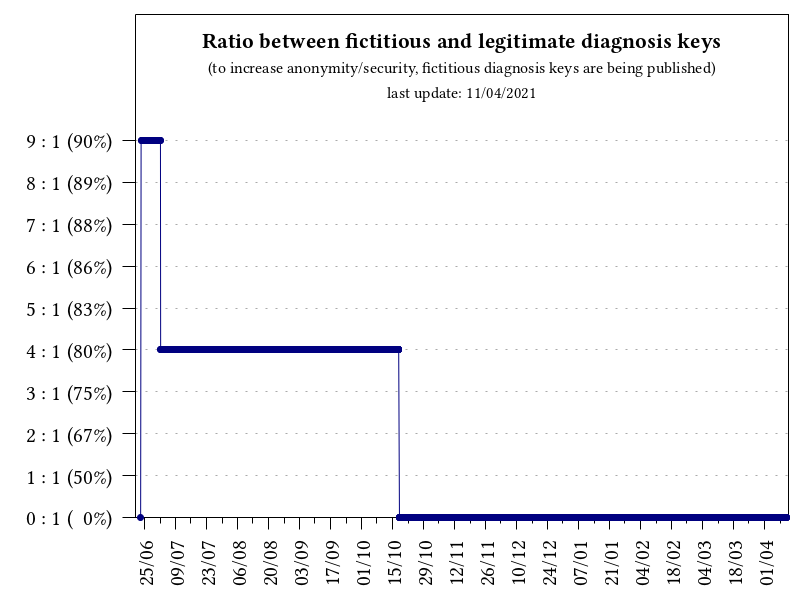 Ratio between fictitious and legitimate diagnosis keys
(to increase anonymity/security, fictitious diagnosis keys are being published)
last update: 11/04/2021
9 : 1 (90%)
8 : 1 (89%)
7 : 1 (88%)
6 : 1 (86%)
5 : 1 (83%)
4 : 1 (80%)
3 : 1 (75%)
2 : 1 (67%)
1 : 1 (50%)
0 : 1 ( 0%)
25/06
09/07
23/07
06/08
20/08
03/09
17/09
01/10
15/10
29/10
12/11
26/11
10/12
24/12
07/01
21/01
04/02
18/02
04/03
18/03
01/04